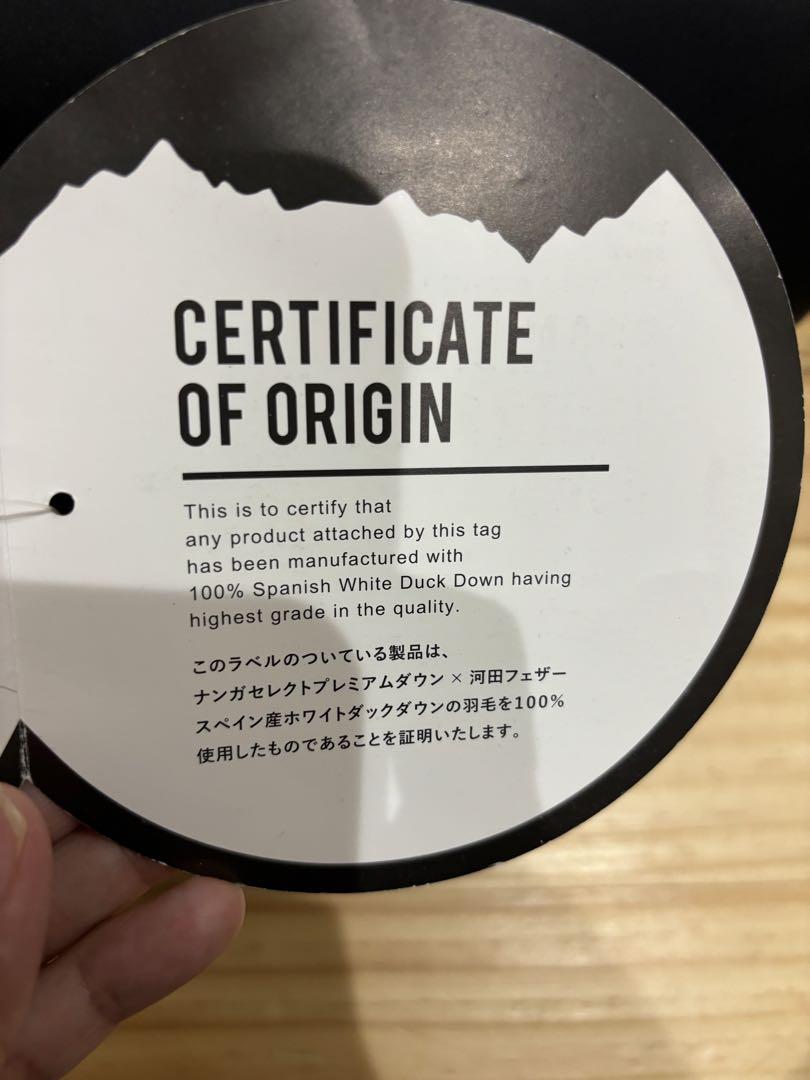 CERTIFICATE
OF ORIGIN
This is to certify that
any product attached by this tag
has been manufactured with
100% Spanish White Duck Down having
highest grade in the quality.
このラベルのついている製品は、
ナンガセレクトプレミアムダウン × 河田フェザー
スペイン産ホワイトダックダウンの羽毛を100%
使用したものであることを証明いたします。